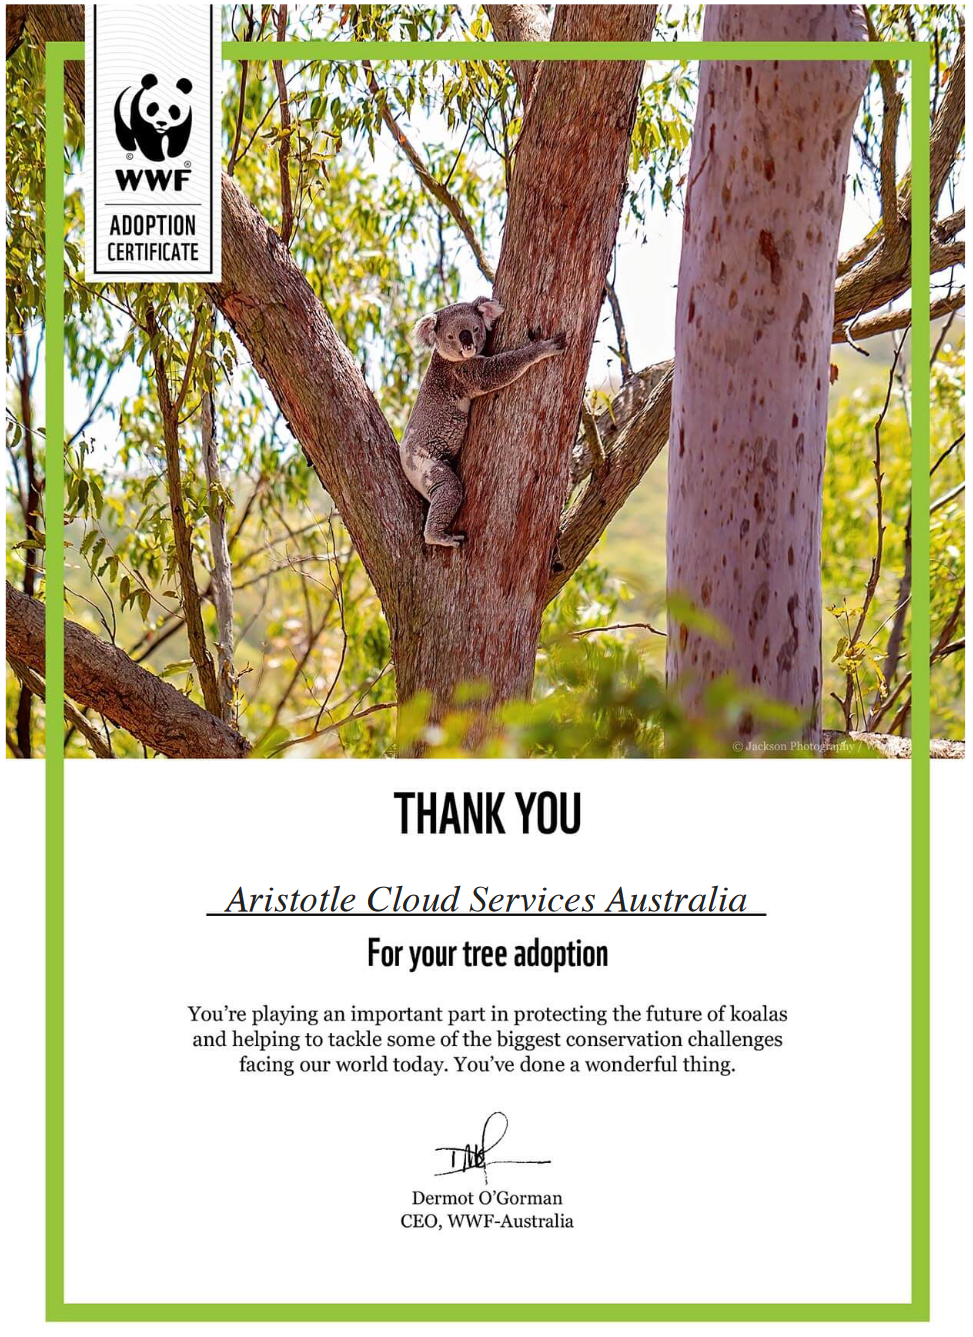 WWF
ADOPTION
CERTIFICATE
© Jackson Photography /
THANK YOU
Aristotle Cloud Services Australia
For your tree adoption
You’re playing an important part in protecting the future of koalas
and helping to tackle some of the biggest conservation challenges
facing our world today. You’ve done a wonderful thing.
Dermot O’Gorman
CEO, WWF-Australia